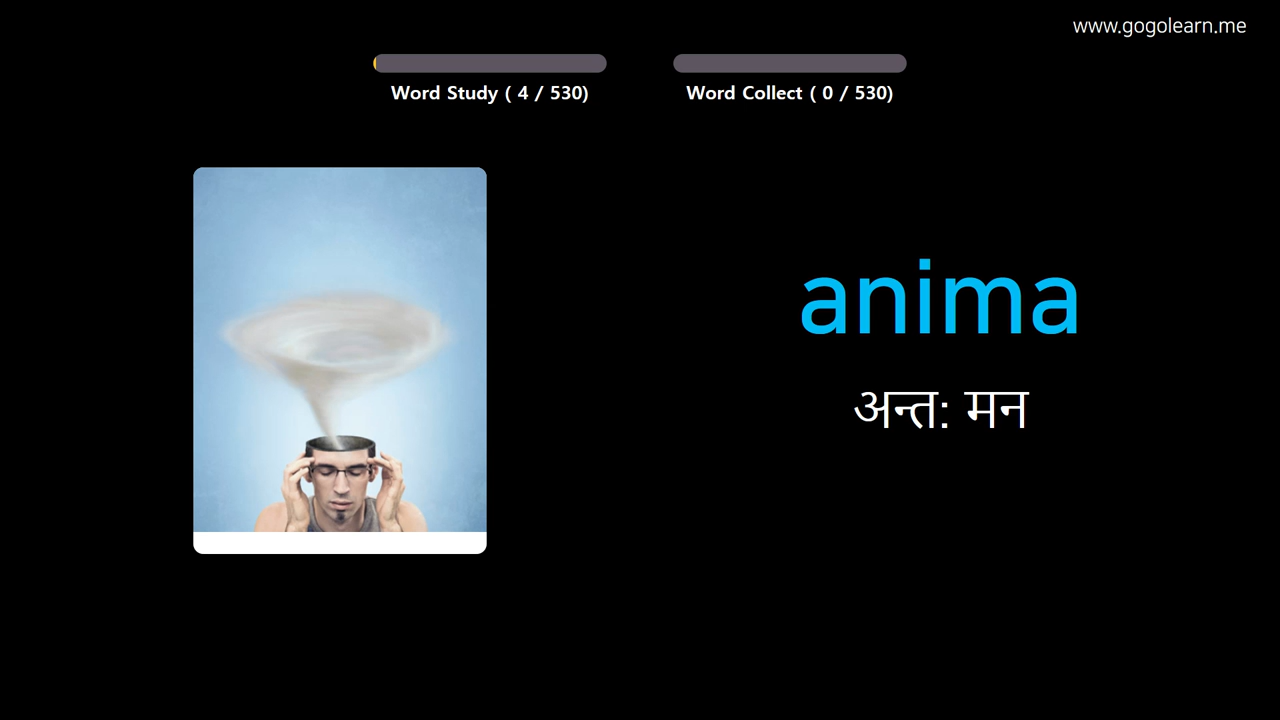 www.gogolearn.me
Word Study ( 4 / 530)
Word Collect ( 0 / 530)
anima
अन्त: मन